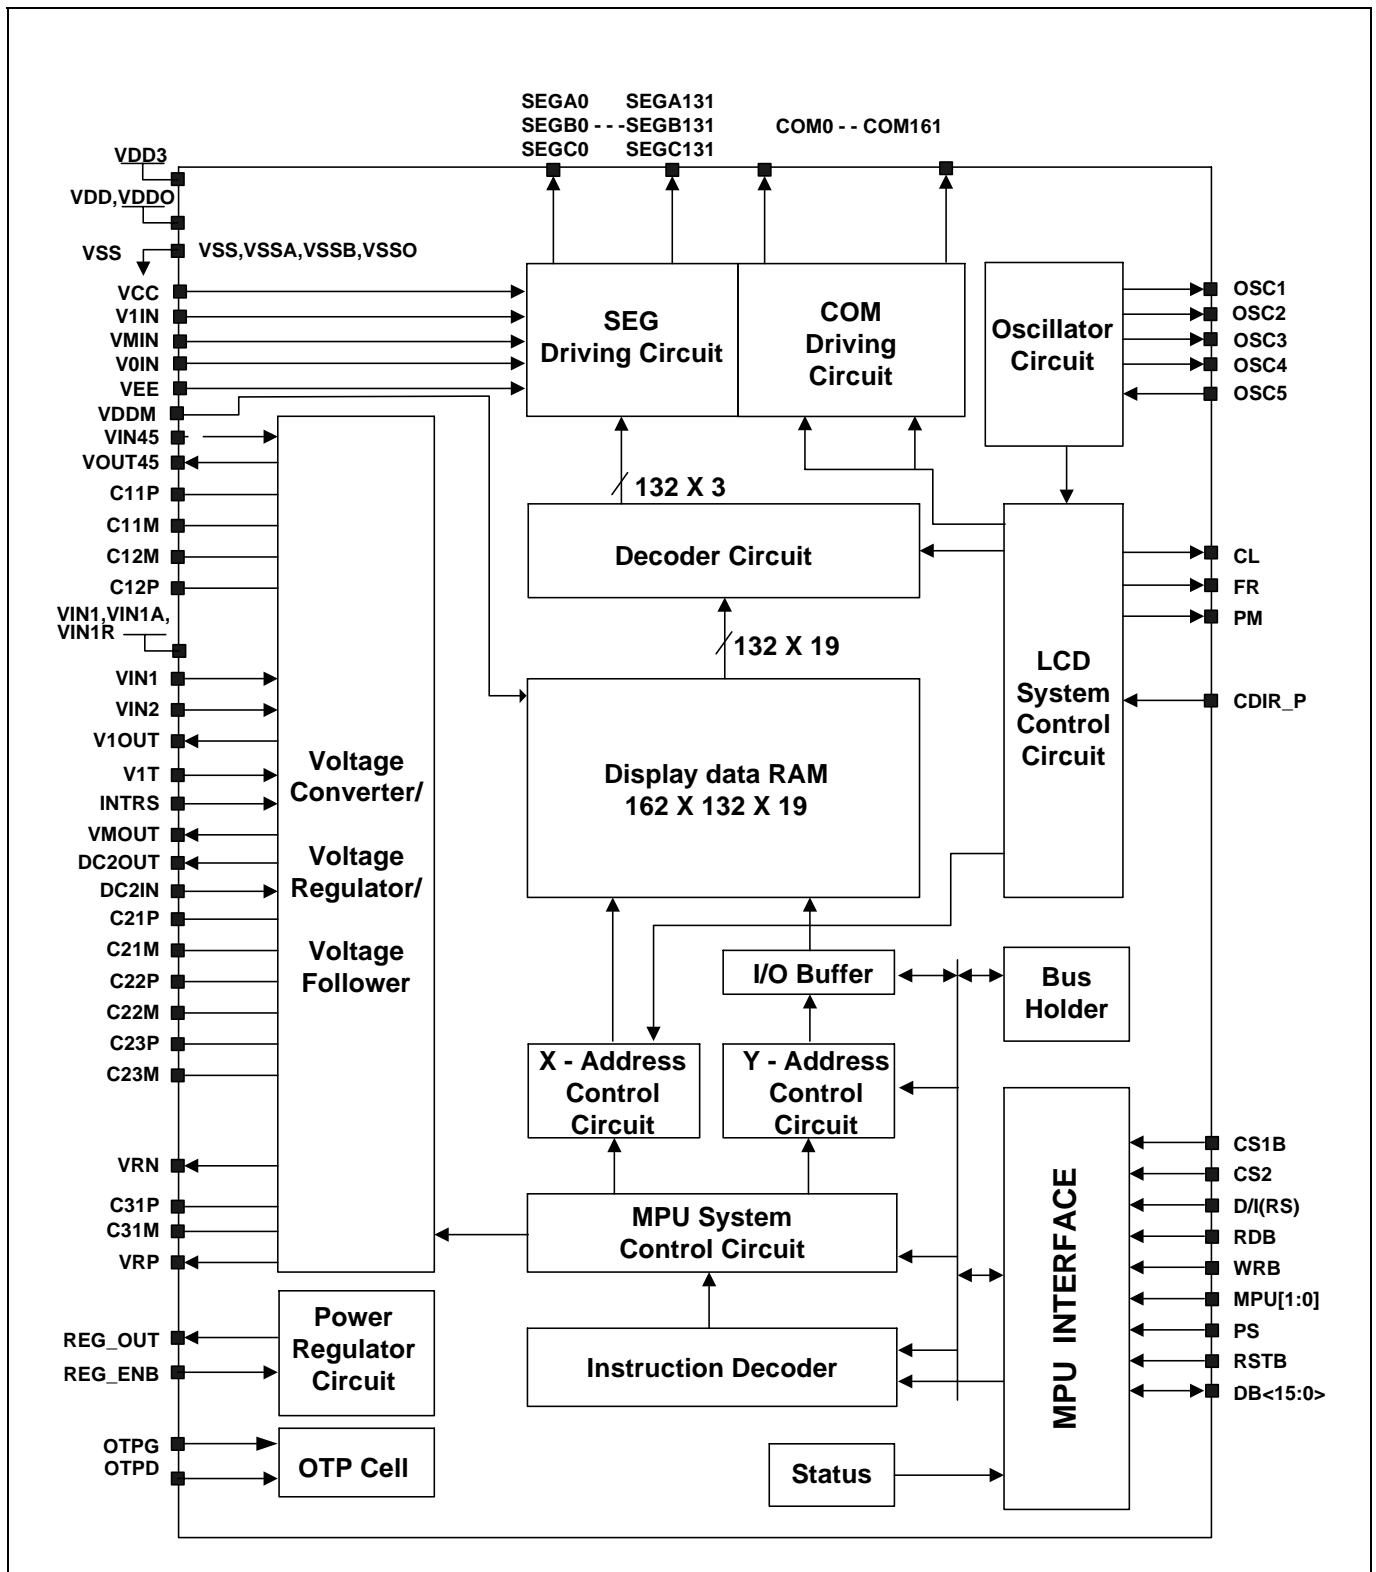 SEGA0 SEGA131
SEGB0 - - - SEGB131
SEGC0 SEGC131
COM0 - - COM161
VDD3
VDD,VDDO
VSS
VSS,VSSA,VSSB,VSSO
VCC
V1IN
VMIN
V0IN
VEE
VDDM
VIN45
VOUT45
C11P
C11M
C12M
C12P
VIN1,VIN1A,
VIN1R
VIN1
VIN2
V1OUT
V1T
INTRS
VMOUT
DC2OUT
DC2IN
C21P
C21M
C22P
C22M
C23P
C23M
VRN
C31P
C31M
VRP
REG_OUT
REG_ENB
OTPG
OTPD
Voltage
Converter/
Voltage
Regulator/
Voltage
Follower
Power
Regulator
Circuit
OTP Cell
SEG
Driving Circuit
COM
Driving
Circuit
Oscillator
Circuit
132 X 3
Decoder Circuit
132 X 19
Display data RAM
162 X 132 X 19
LCD
System
Control
Circuit
I/O Buffer
Bus
Holder
X - Address
Control
Circuit
Y - Address
Control
Circuit
MPU System
Control Circuit
Instruction Decoder
MPU INTERFACE
Status
OSC1
OSC2
OSC3
OSC4
OSC5
CL
FR
PM
CDIR_P
CS1B
CS2
D/I(RS)
RDB
WRB
MPU[1:0]
PS
RSTB
DB<15:0>